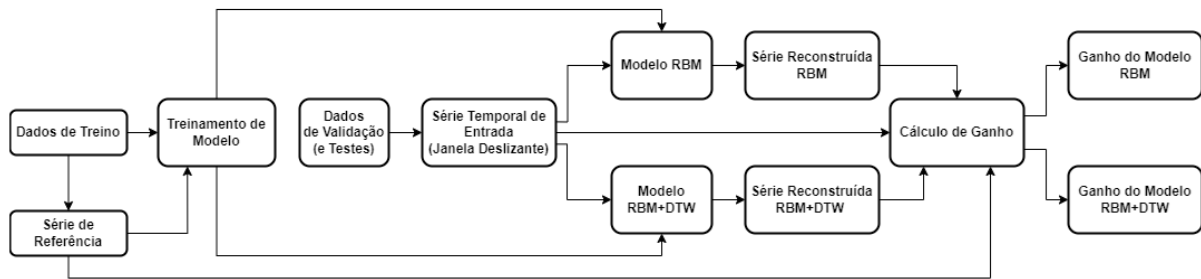 Dados de Treino
Série de
Referência
Treinamento de
Modelo
Dados
de Validação
(e Testes)
Série Temporal de
Entrada
(Janela Deslizante)
Modelo RBM
Série Reconstruída
RBM
Modelo
RBM+DTW
Série Reconstruída
RBM+DTW
Cálculo de Ganho
Ganho do Modelo
RBM
Ganho do Modelo
RBM+DTW